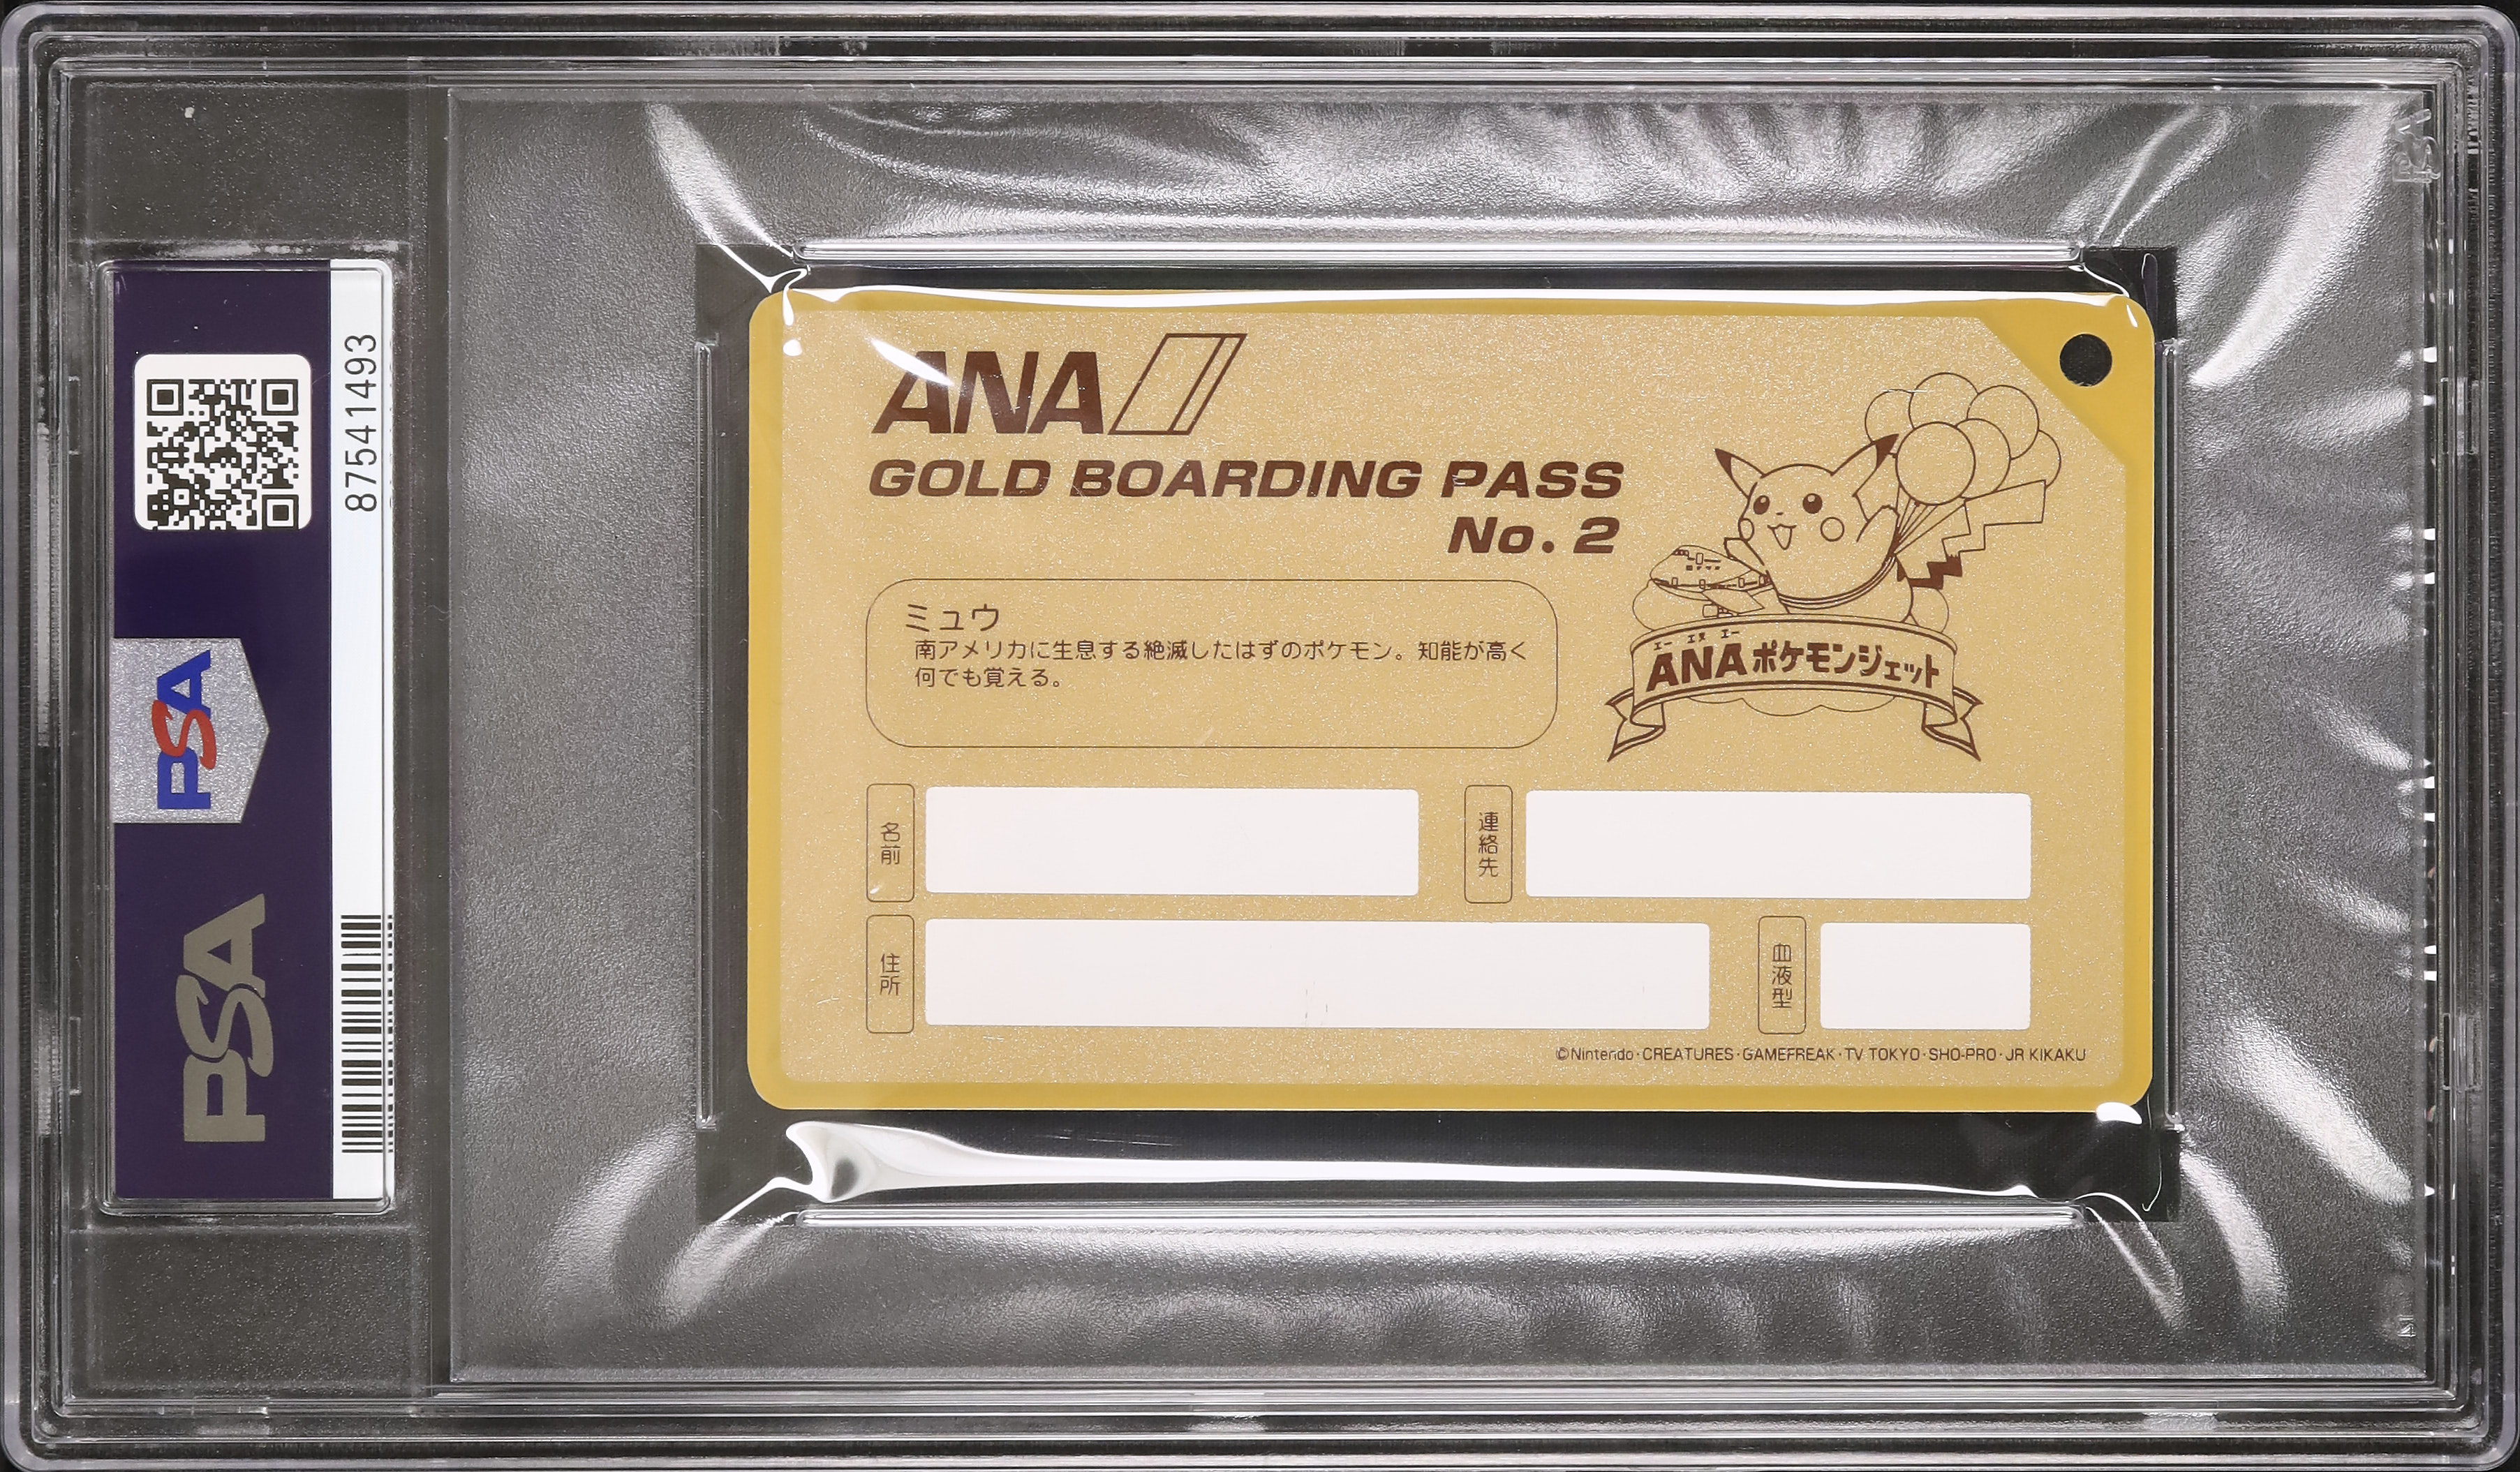 87541493
PSA
PSA
ANA
GOLD BOARDING PASS
No. 2
ミュウ
南アメリカに生息する絶滅したはずのポケモン。知能が高く
何でも覚える。
エー エヌ エー
ANAポケモンジェット
名前
連絡先
住所
血液型
©Nintendo・CREATURES・GAMEFREAK・TV TOKYO・SHO-PRO・JR KIKAKU
PSA